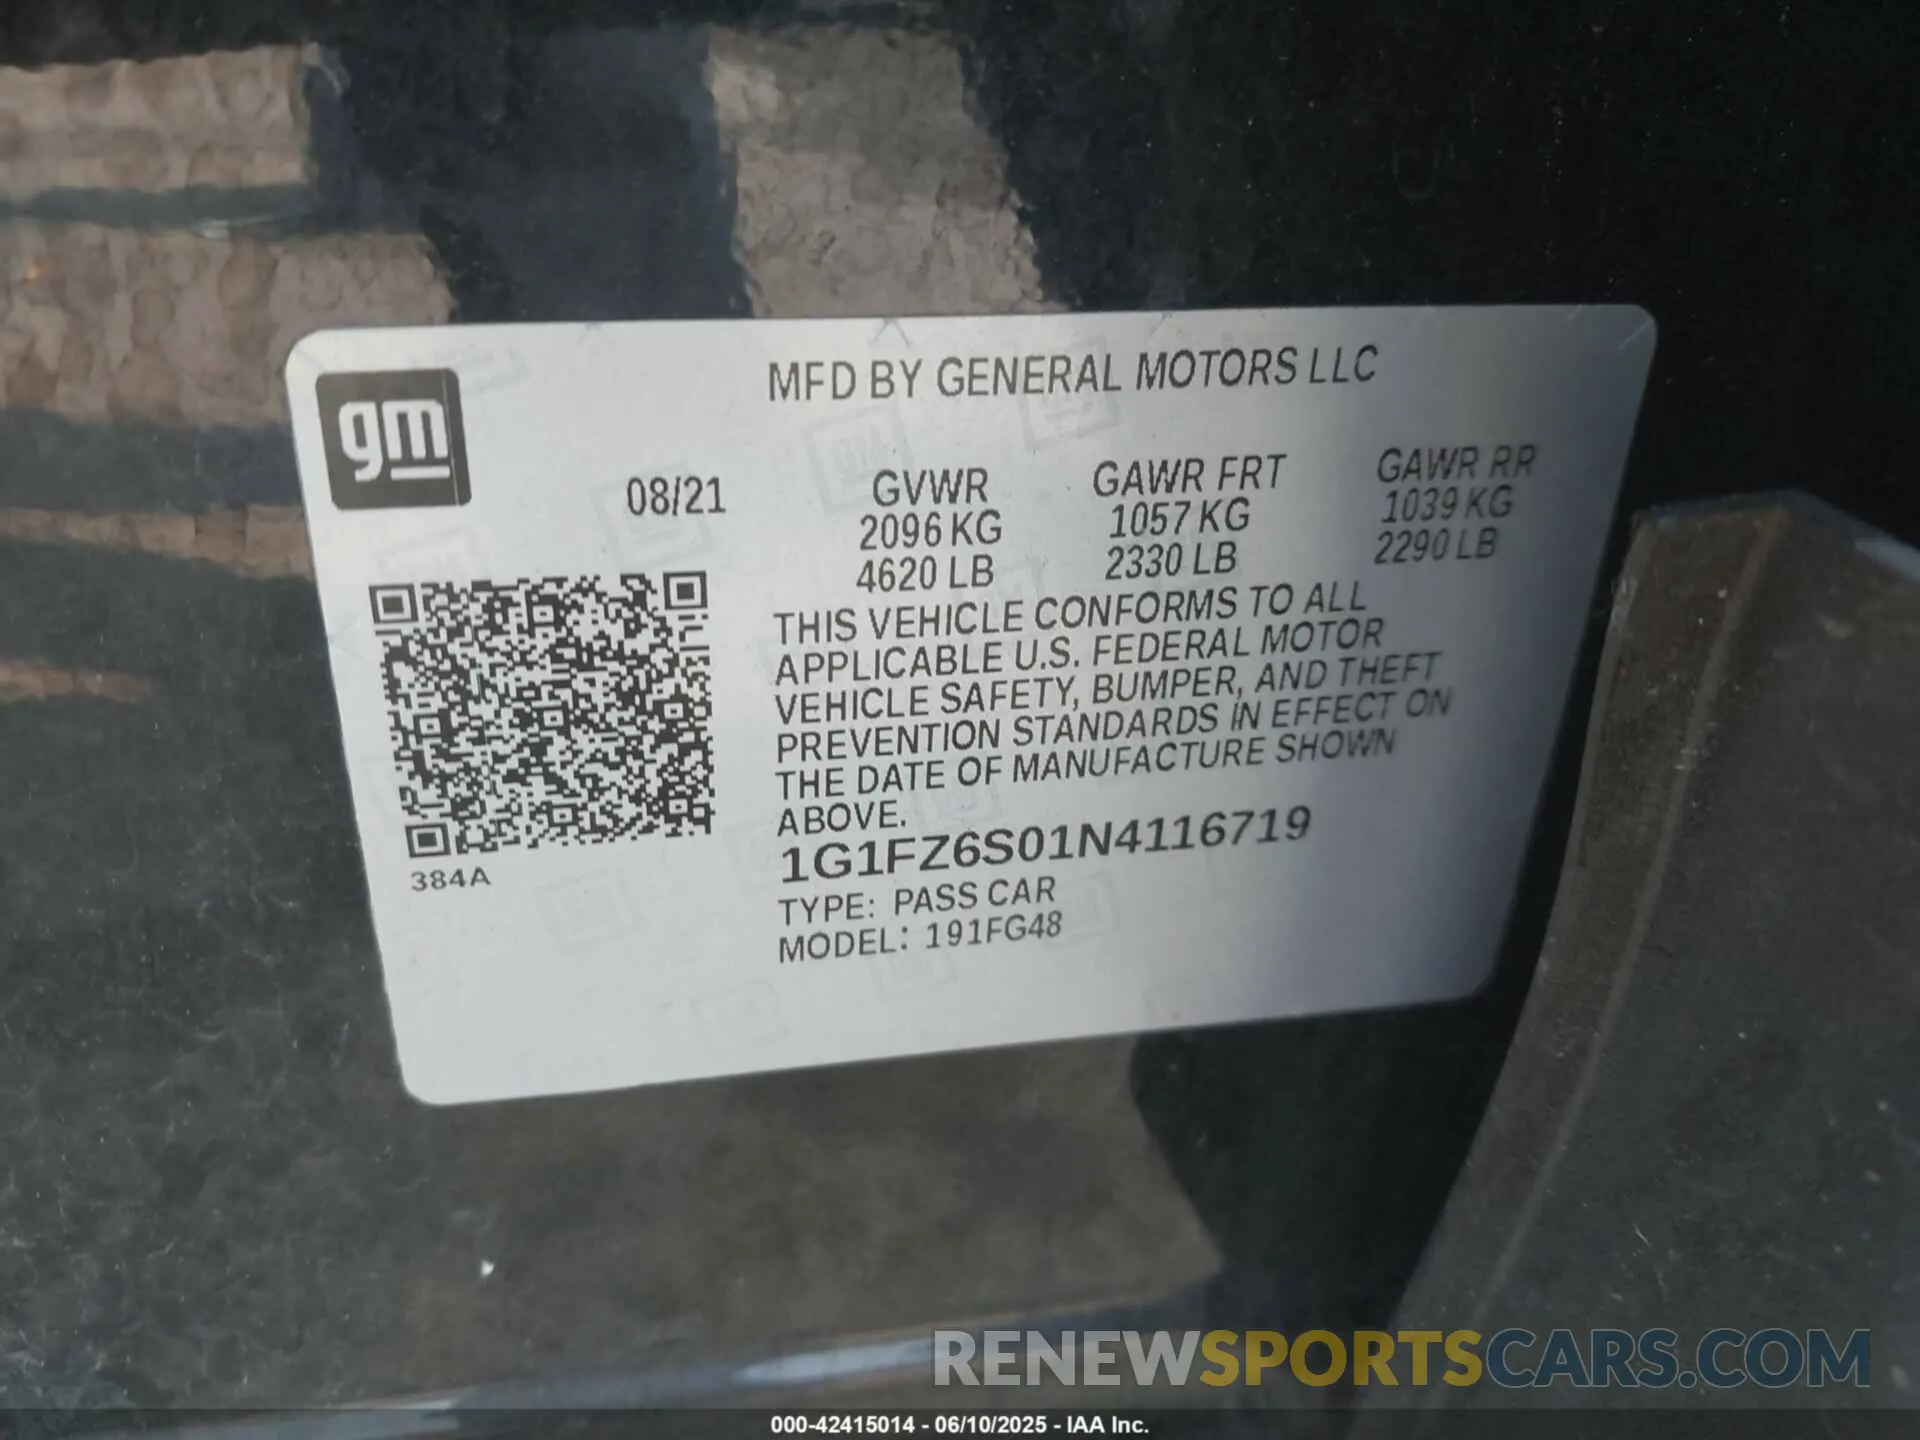 MFD BY GENERAL MOTORS LLC
gm
08/21
GVWR GAWR FRT GAWR RR
2096 KG 1057 KG 1039 KG
4620 LB 2330 LB 2290 LB
THIS VEHICLE CONFORMS TO ALL
APPLICABLE U.S. FEDERAL MOTOR
VEHICLE SAFETY, BUMPER, AND THEFT
PREVENTION STANDARDS IN EFFECT ON
THE DATE OF MANUFACTURE SHOWN
ABOVE.
1G1FZ6S01N4116719
384A
TYPE: PASS CAR
MODEL: 191FG48
RENEWSPORTSCARS.COM
000-42415014 - 06/10/2025 - IAA Inc.